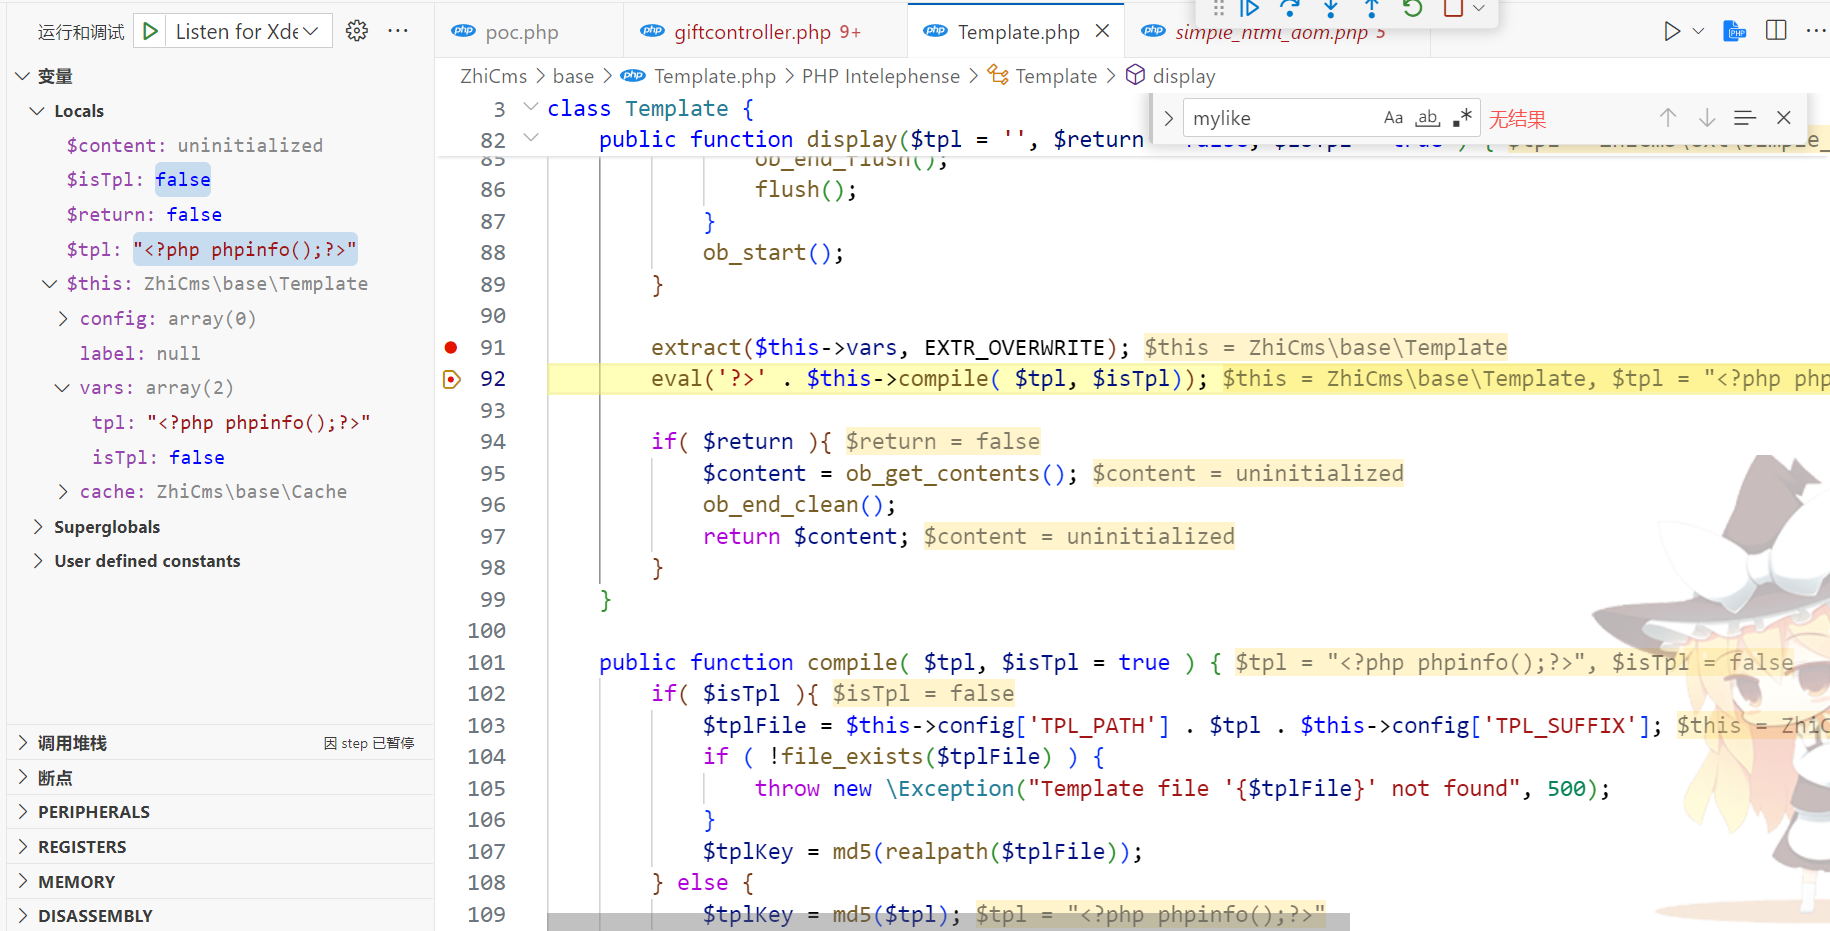 运行和调试 Listen for Xde
变量
Locals
$content: uninitialized
$isTpl: false
$return: false
$tpl: "<?php phpinfo();?>"
$this: ZhiCms\base\Template
config: array(0)
label: null
vars: array(2)
tpl: "<?php phpinfo();?>"
isTpl: false
cache: ZhiCms\base\Cache
Superglobals
User defined constants
调用堆栈 因 step 已暂停
断点
PERIPHERALS
REGISTERS
MEMORY
DISASSEMBLY
php poc.php
php giftcontroller.php 9+
php Template.php
php simple_html_dom.php 5
ZhiCms > base > php Template.php > PHP Intelephense > Template > display
mylike Aa ab .* 无结果
3 class Template {
82 public function display($tpl = '', $return = false, $isTpl = true ) {
85 ob_end_flush();
86 flush();
87 }
88 ob_start();
89 }
90
91 extract($this->vars, EXTR_OVERWRITE); $this = ZhiCms\base\Template
92 eval('?>' . $this->compile( $tpl, $isTpl)); $this = ZhiCms\base\Template, $tpl = "<?php php
93
94 if( $return ){ $return = false
95 $content = ob_get_contents(); $content = uninitialized
96 ob_end_clean();
97 return $content; $content = uninitialized
98 }
99 }
100
101 public function compile( $tpl, $isTpl = true ) { $tpl = "<?php phpinfo();?>", $isTpl = false
102 if( $isTpl ){ $isTpl = false
103 $tplFile = $this->config['TPL_PATH'] . $tpl . $this->config['TPL_SUFFIX']; $this = ZhiC
104 if ( !file_exists($tplFile) ) {
105 throw new \Exception("Template file '{$tplFile}' not found", 500);
106 }
107 $tplKey = md5(realpath($tplFile));
108 } else {
109 $tplKey = md5($tpl); $tpl = "<?php phpinfo();?>"